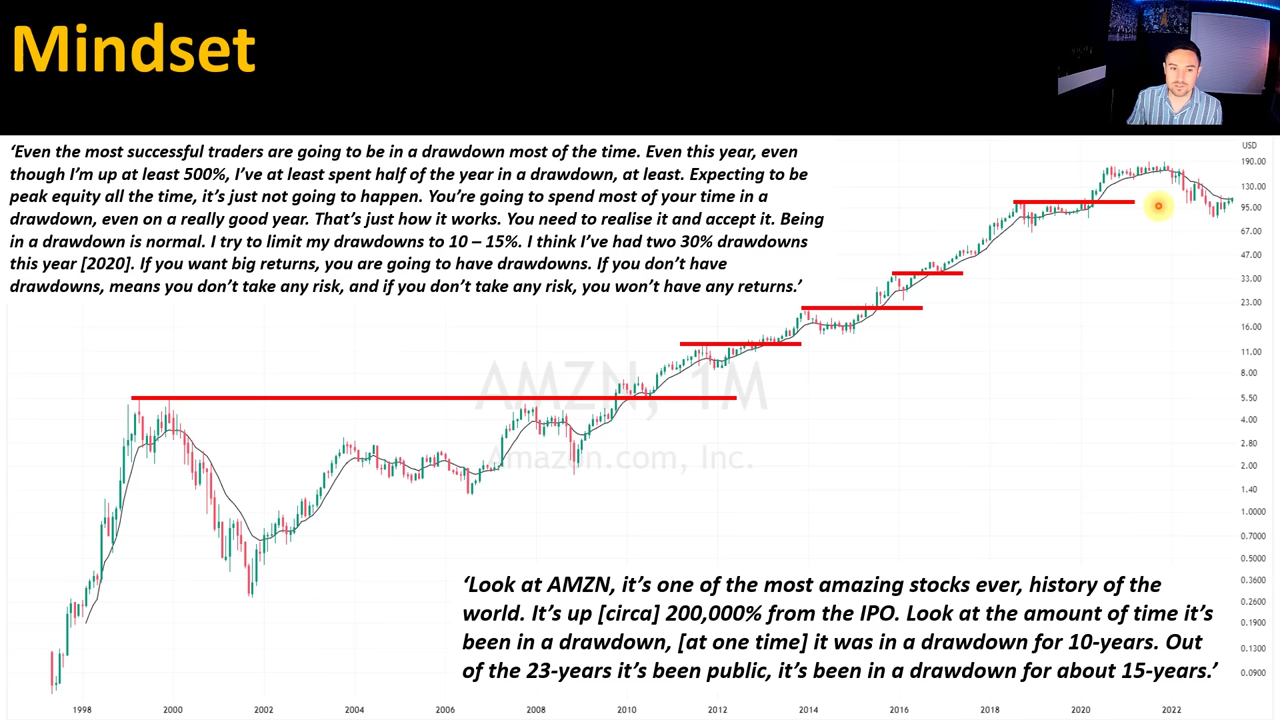 Mindset
‘Even the most successful traders are going to be in a drawdown most of the time. Even this year, even
though I’m up at least 500%, I’ve at least spent half of the year in a drawdown, at least. Expecting to be
peak equity all the time, it’s just not going to happen. You’re going to spend most of your time in a
drawdown, even on a really good year. That’s just how it works. You need to realise it and accept it. Being
in a drawdown is normal. I try to limit my drawdowns to 10 – 15%. I think I’ve had two 30% drawdowns
this year [2020]. If you want big returns, you are going to have drawdowns. If you don’t have
drawdowns, means you don’t take any risk, and if you don’t take any risk, you won’t have any returns.’
USD
190.00
130.00
95.00
67.00
47.00
33.00
23.00
16.00
11.00
8.00
5.50
4.00
2.80
2.00
1.40
1.0000
0.7000
0.5000
0.3600
0.2600
0.1900
0.1300
0.0900
AMZN, 1M
Amazon.com, Inc.
‘Look at AMZN, it’s one of the most amazing stocks ever, history of the
world. It’s up [circa] 200,000% from the IPO. Look at the amount of time it’s
been in a drawdown, [at one time] it was in a drawdown for 10-years. Out
of the 23-years it’s been public, it’s been in a drawdown for about 15-years.’
1998 2000 2002 2004 2006 2008 2010 2012 2014 2016 2018 2020 2022